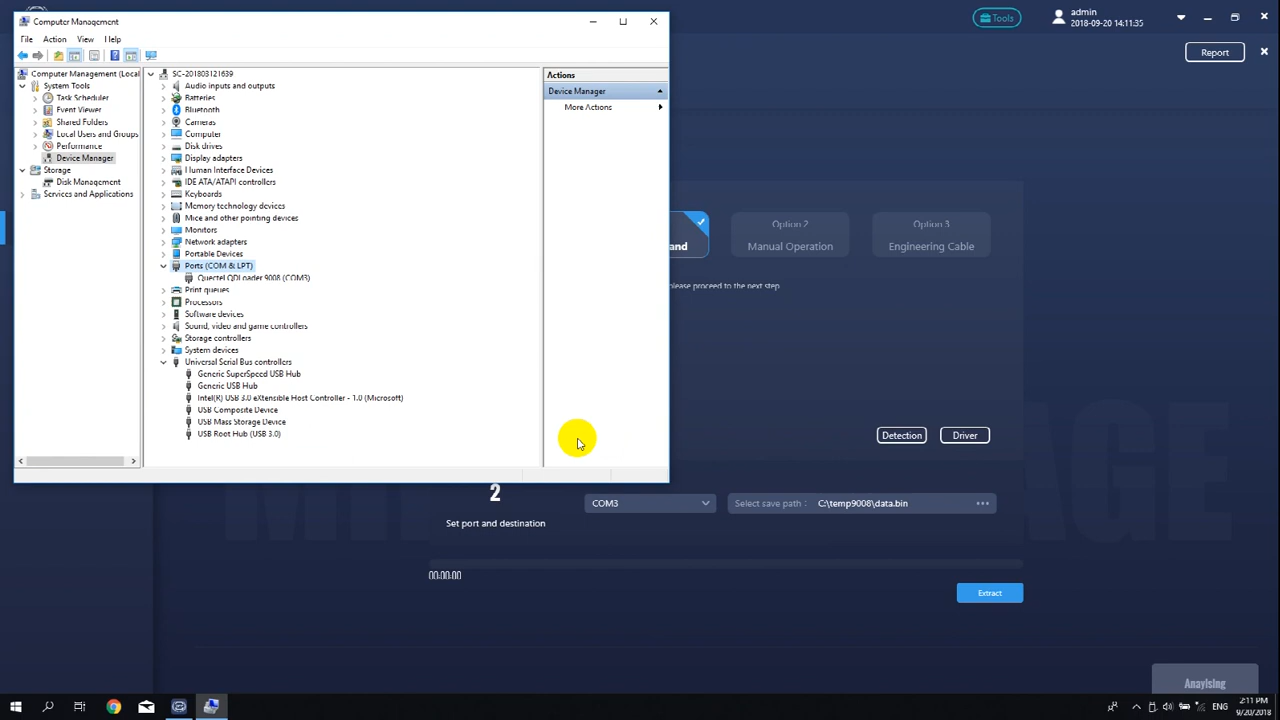 Computer Management
File Action View Help
Computer Management (Local
System Tools
Task Scheduler
Event Viewer
Shared Folders
Local Users and Groups
Performance
Device Manager
Storage
Disk Management
Services and Applications
SC-201803121639
Audio inputs and outputs
Batteries
Bluetooth
Cameras
Computer
Disk drives
Display adapters
Human Interface Devices
IDE ATA/ATAPI controllers
Keyboards
Memory technology devices
Mice and other pointing devices
Monitors
Network adapters
Portable Devices
Ports (COM & LPT)
Quectel QDLoader 9008 (COM3)
Print queues
Processors
Software devices
Sound, video and game controllers
Storage controllers
System devices
Universal Serial Bus controllers
Generic SuperSpeed USB Hub
Generic USB Hub
Intel(R) USB 3.0 eXtensible Host Controller - 1.0 (Microsoft)
USB Composite Device
USB Mass Storage Device
USB Root Hub (USB 3.0)
Actions
Device Manager
More Actions
Tools
admin
2018-09-20 14:11:35
Report
and
Option 2
Manual Operation
Option 3
Engineering Cable
please proceed to the next step
Detection
Driver
2
Set port and destination
COM3
Select save path : C:\temp9008\data.bin
00:00:00
Extract
Anaylsing
ENG
2:11 PM
9/20/2018